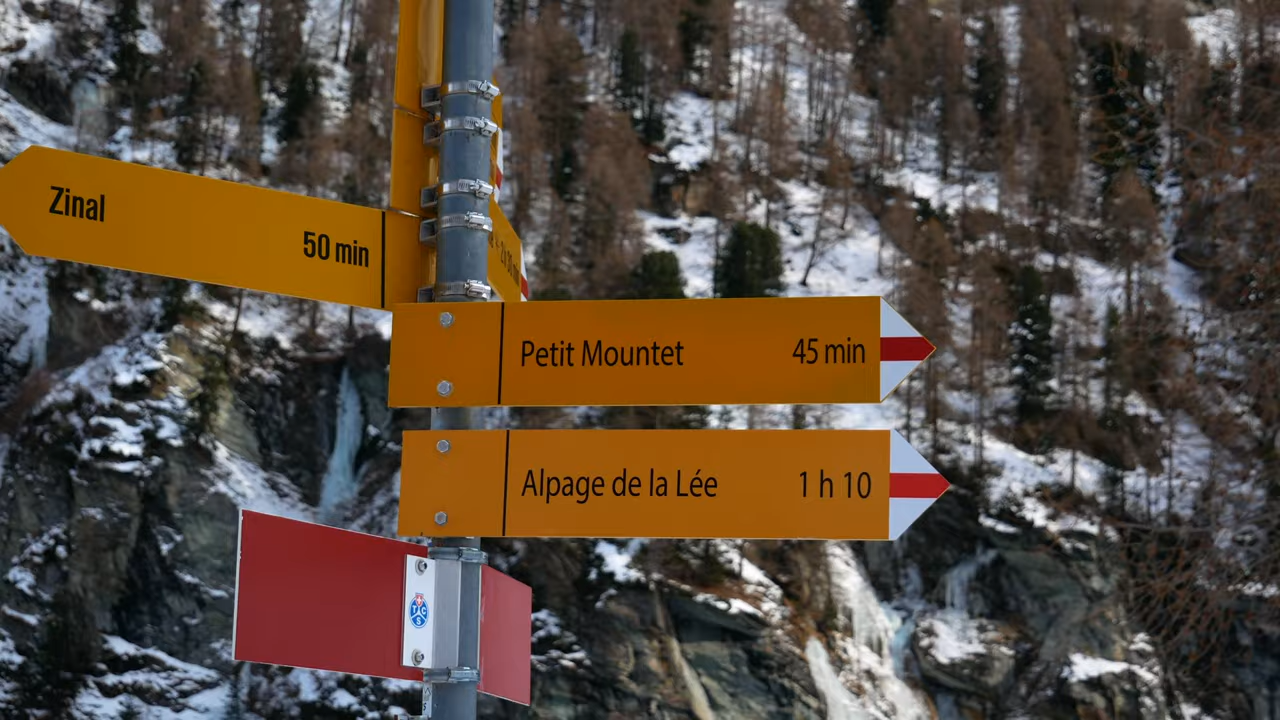 Zinal
50 min
Petit Mountet 45 min
Alpage de la Lée 1 h 10
TCS